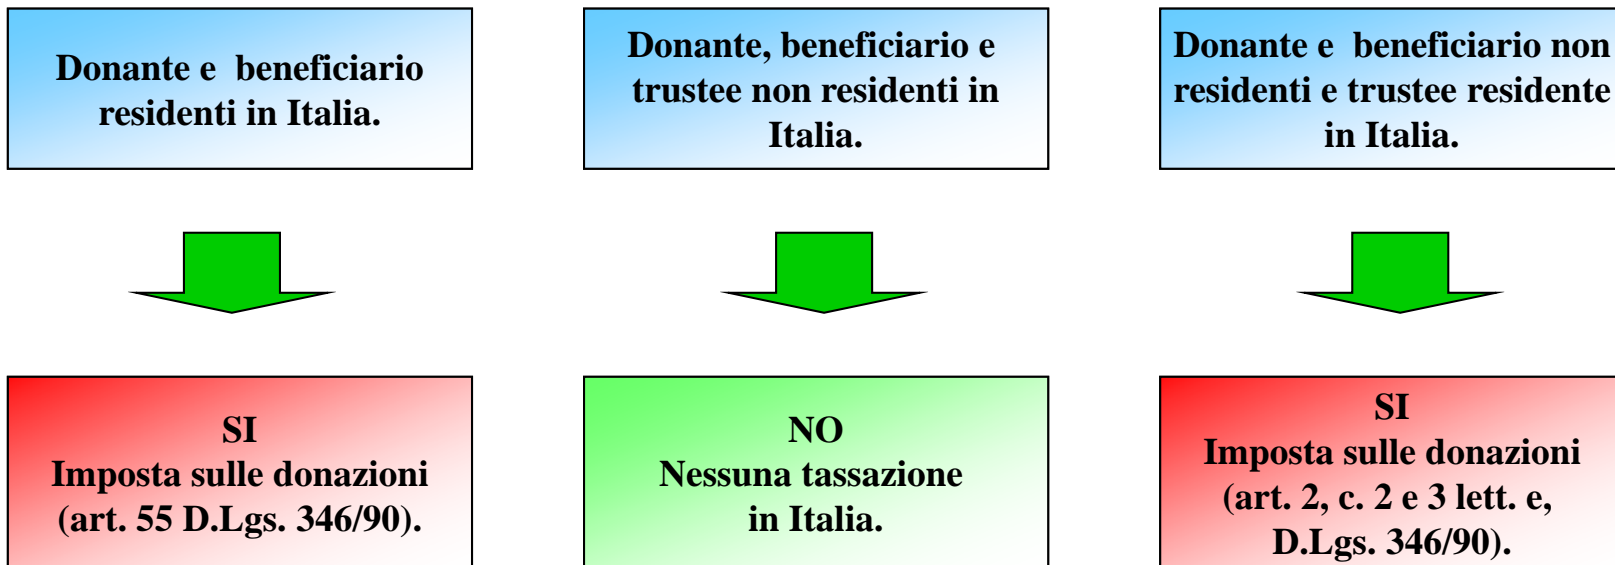 Donante e beneficiario
residenti in Italia.
Donante, beneficiario e
trustee non residenti in
Italia.
Donante e beneficiario non
residenti e trustee residente
in Italia.
SI
Imposta sulle donazioni
(art. 55 D.Lgs. 346/90).
NO
Nessuna tassazione
in Italia.
SI
Imposta sulle donazioni
(art. 2, c. 2 e 3 lett. e,
D.Lgs. 346/90).